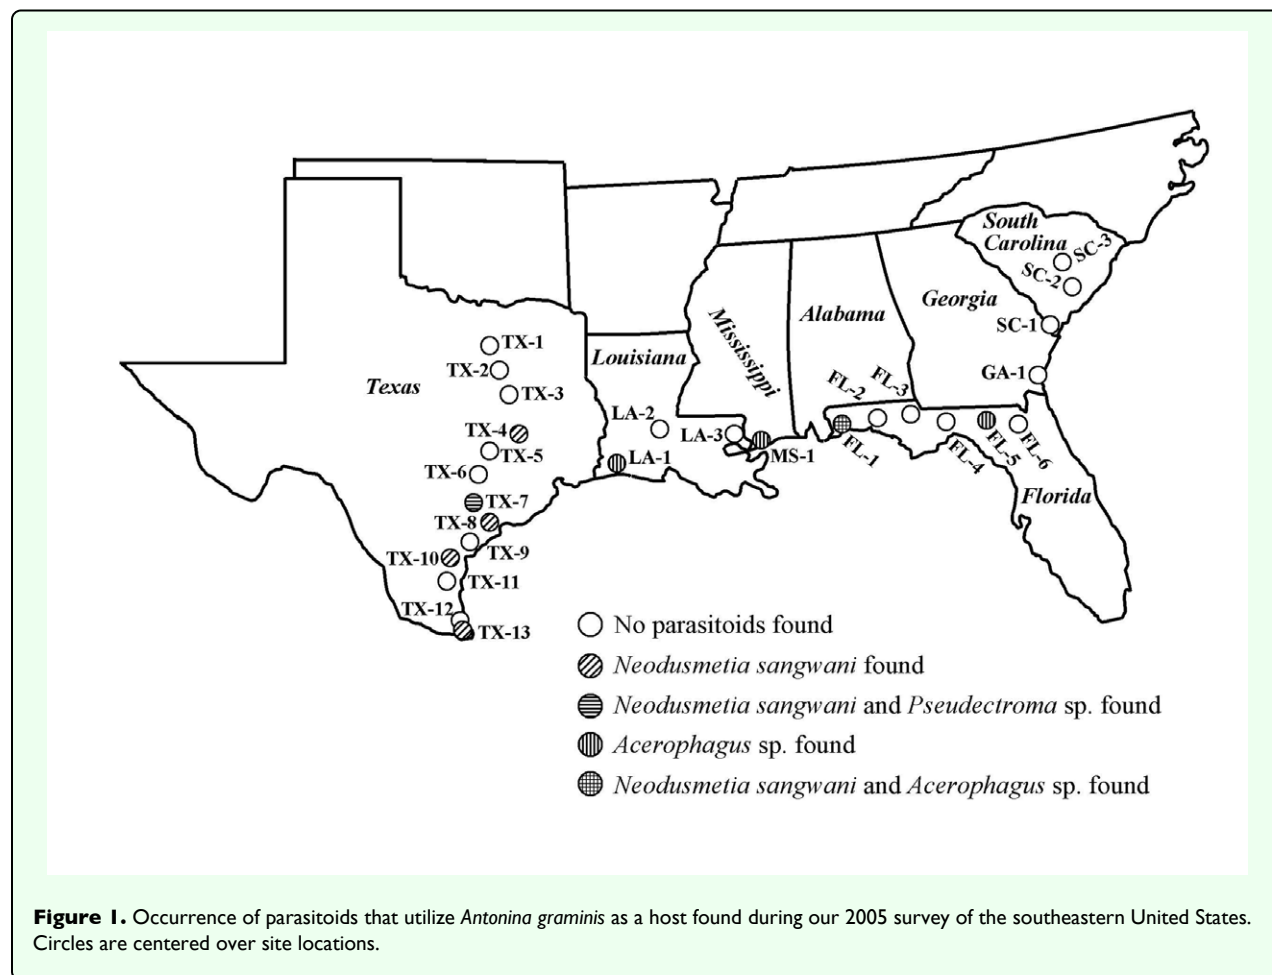 South
Carolina
SC-3
SC-2
Georgia
SC-1
Alabama
Mississippi
TX-1
Louisiana
TX-2
GA-1
FL-3
FL-2
Texas
TX-3
LA-2
TX-4
LA-3
TX-5
MS-1
FL-1
LA-1
FL-4
FL-5
FL-6
TX-6
Florida
TX-7
TX-8
TX-9
TX-10
TX-11
TX-12
TX-13
No parasitoids found
Neodusmetia sangwani found
Neodusmetia sangwani and Pseudectroma sp. found
Acerophagus sp. found
Neodusmetia sangwani and Acerophagus sp. found
Figure 1. Occurrence of parasitoids that utilize Antonina graminis as a host found during our 2005 survey of the southeastern United States.
Circles are centered over site locations.